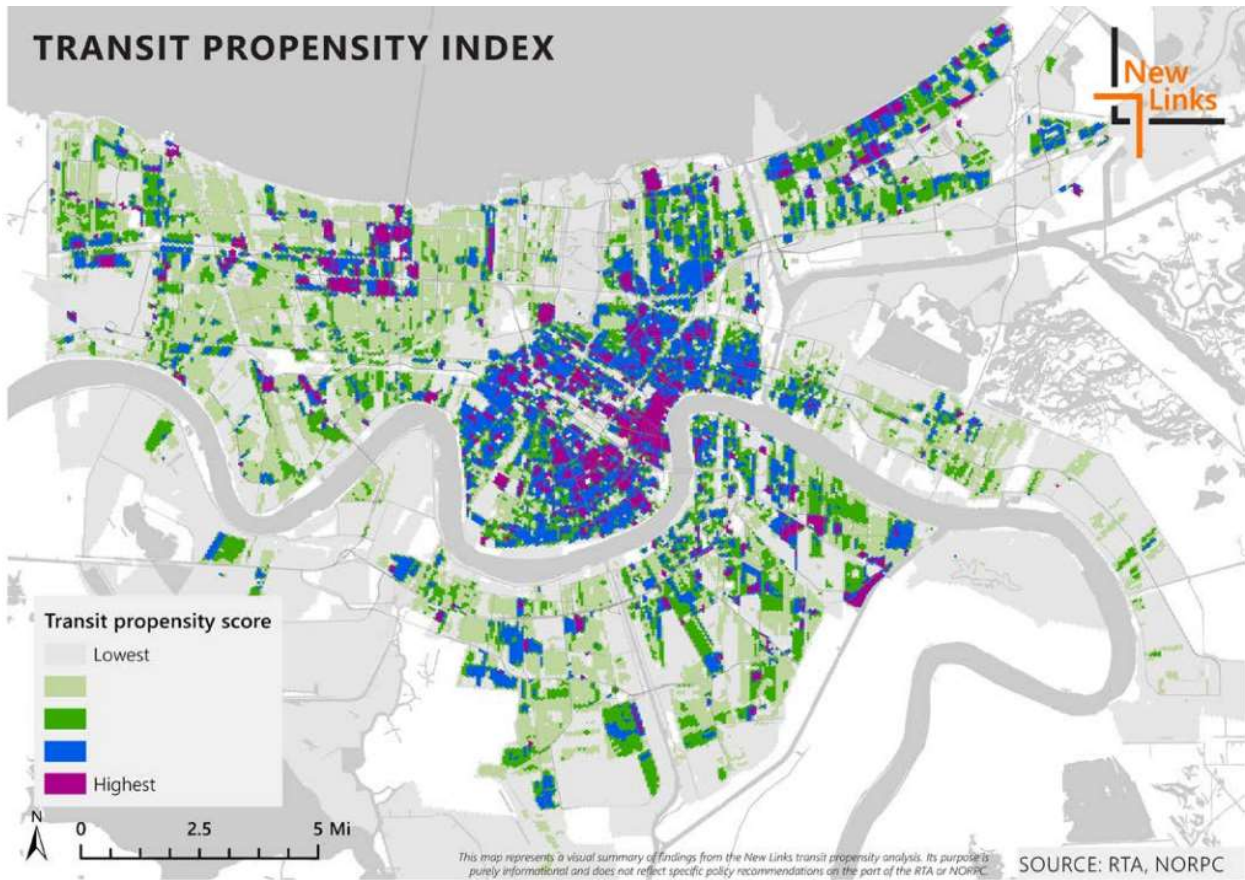 TRANSIT PROPENSITY INDEX
New
Links
Transit propensity score
Lowest
Highest
N
0 2.5 5 Mi
This map represents a visual summary of findings from the New Links transit propensity analysis. Its purpose is
purely informational and does not reflect specific policy recommendations on the part of the RTA or NORPC.
SOURCE: RTA, NORPC